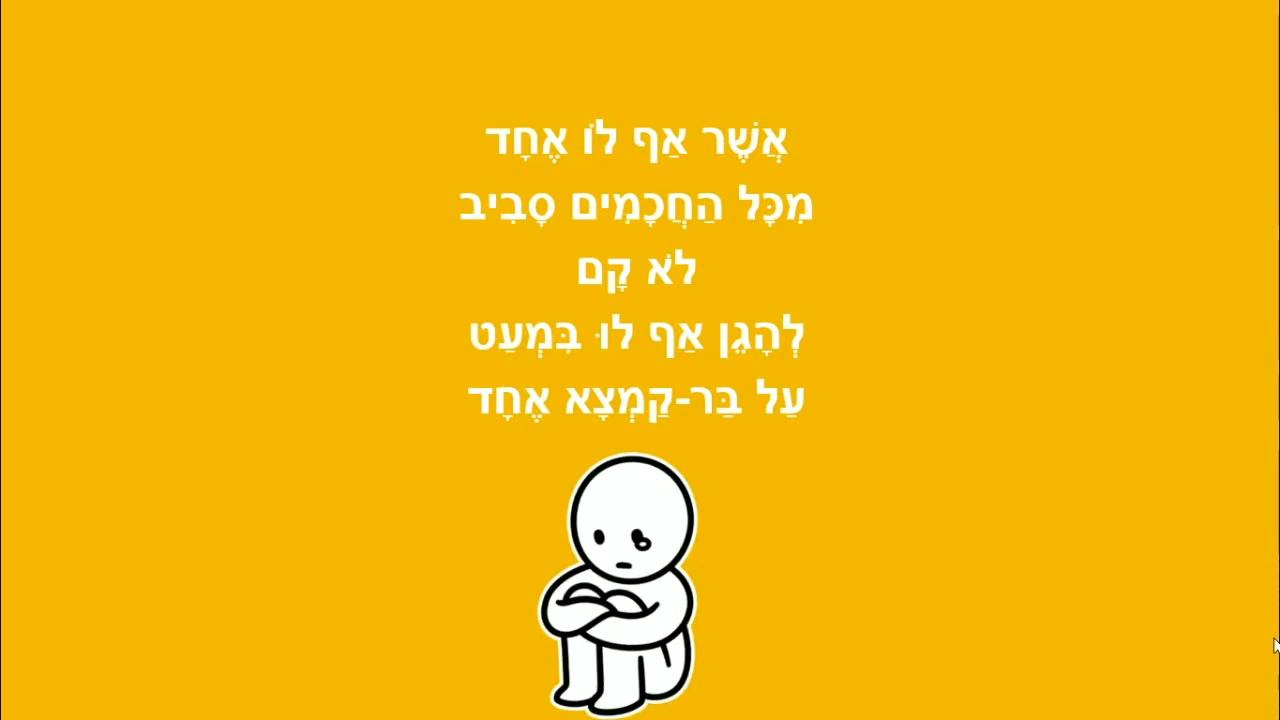 אֲשֶׁר אַף לוֹ אֶחָד
מִכָּל הַחֲכָמִים סָבִיב
לֹא קָם
לְהָגֵן אַף לוּ בִּמְעַט
עַל בַּר-קַמְצָא אֶחָד